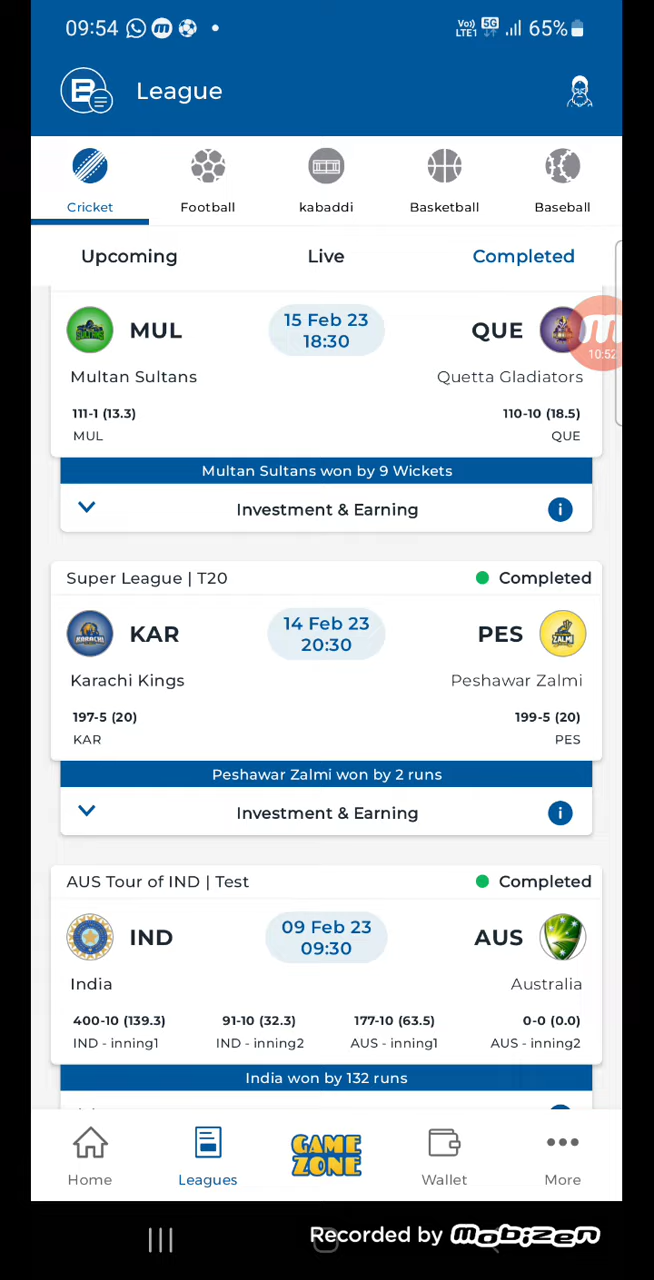 09:54 Vo)) LTE1 5G 65%
League
Cricket Football kabaddi Basketball Baseball
Upcoming Live Completed
MUL 15 Feb 23 18:30 QUE
10:52
Multan Sultans Quetta Gladiators
111-1 (13.3) 110-10 (18.5)
MUL QUE
Multan Sultans won by 9 Wickets
Investment & Earning i
Super League | T20 Completed
KAR 14 Feb 23 20:30 PES
Karachi Kings Peshawar Zalmi
197-5 (20) 199-5 (20)
KAR PES
Peshawar Zalmi won by 2 runs
Investment & Earning i
AUS Tour of IND | Test Completed
IND 09 Feb 23 09:30 AUS
India Australia
400-10 (139.3) 91-10 (32.3) 177-10 (63.5) 0-0 (0.0)
IND - inning1 IND - inning2 AUS - inning1 AUS - inning2
India won by 132 runs
Home Leagues GAME ZONE Wallet More
Recorded by Mobizen